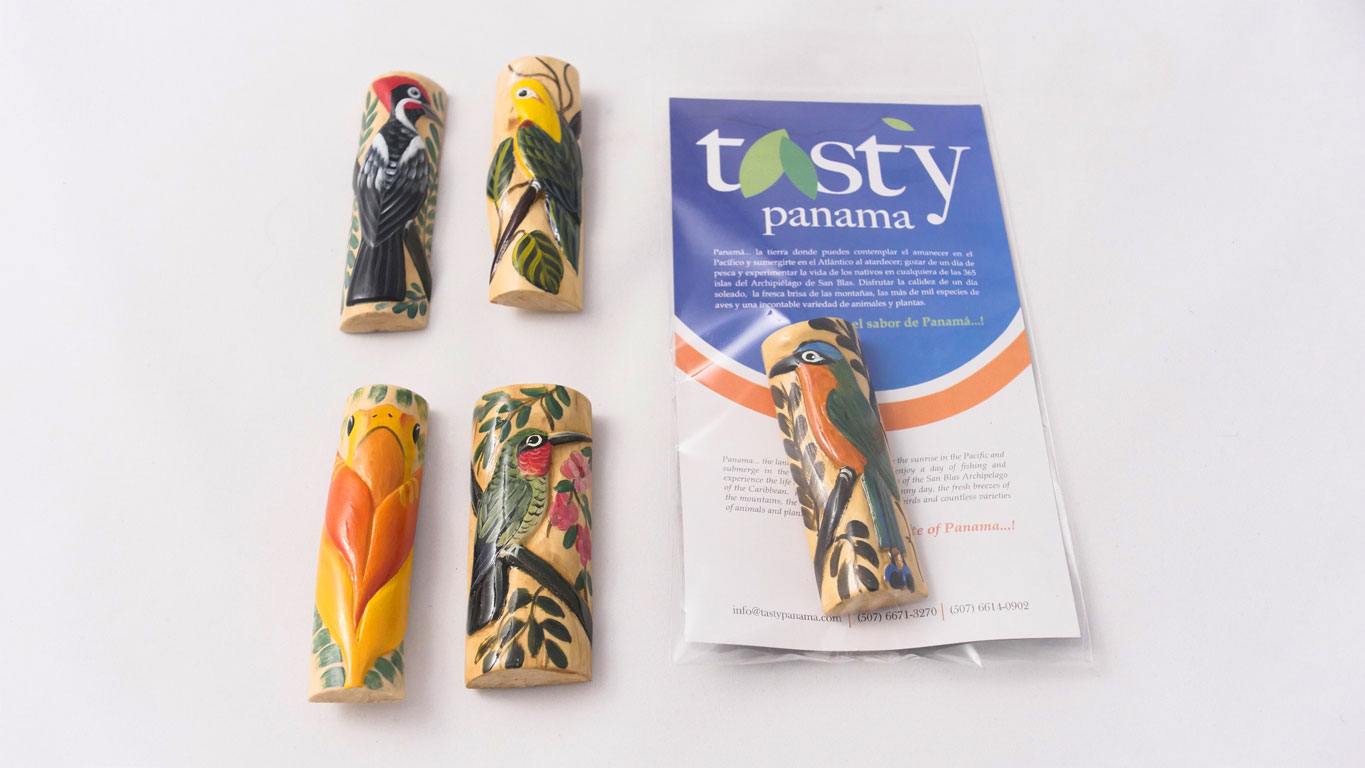 tasty
panama
Panamá... la tierra donde puedes contemplar el amanecer en el
Pacífico y sumergirte en el Atlántico al atardecer; gozar de un día de
pesca y experimentar la vida de los nativos en cualquiera de las 365
islas del Archipiélago de San Blas. Disfrutar la calidez de un día
soleado, la fresca brisa de las montañas, las más de mil especies de
aves y una incontable variedad de animales y plantas.
el sabor de Panamá...!
Panama... the land the sunrise in the Pacific and
submerge in the enjoy a day of fishing and
experience the life of the San Blas Archipelago
of the Caribbean. day, the fresh breezes of
the mountains, the and countless varieties
of animals and
of Panama...!
info@tastypanama.com | (507) 6671-3270 | (507) 6614-0902